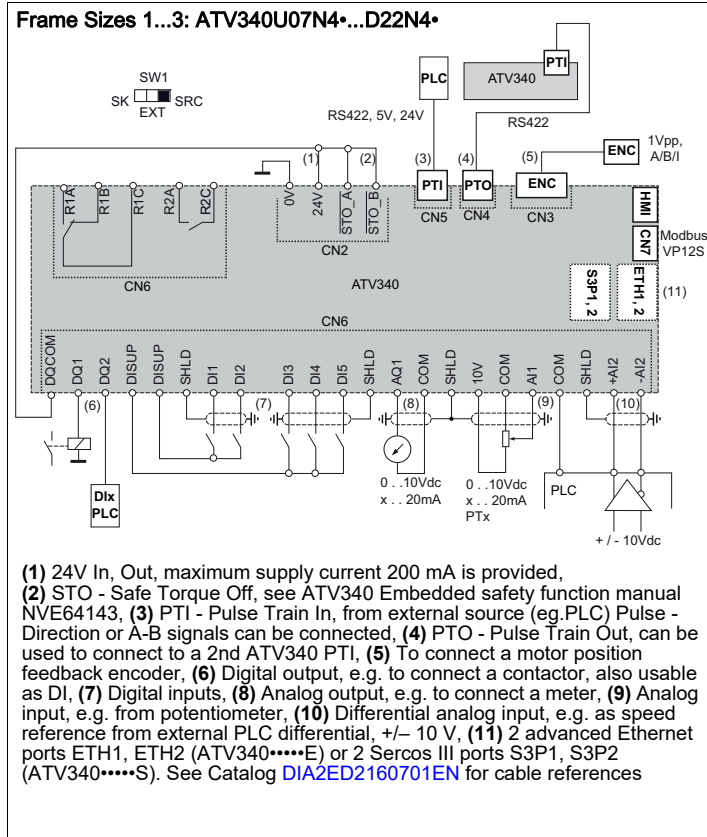 Frame Sizes 1...3: ATV340U07N4•...D22N4•
SW1
SK
SRC
EXT
PLC
RS422, 5V, 24V
PTI
ATV340
RS422
1Vpp,
A/B/I
ENC
(1)
(2)
(3)
(4)
(5)
R1A
R1B
R1C
R2A
R2C
0V
24V
STO_A
STO_B
PTI
PTO
ENC
HMI
CN6
CN2
CN5
CN4
CN3
CN7
Modbus
VP12S
ATV340
S3P1, 2
ETH1, 2
(11)
CN6
DQCOM
DQ1
DQ2
DISUP
DISUP
SHLD
DI1
DI2
DI3
DI4
DI5
SHLD
AQ1
COM
SHLD
10V
COM
AI1
COM
SHLD
+AI2
-AI2
(6)
(7)
(8)
(9)
(10)
DIx
PLC
0 . .10Vdc
x . . 20mA
0 . .10Vdc
x . . 20mA
PTx
PLC
+ / - 10Vdc
(1) 24V In, Out, maximum supply current 200 mA is provided,
(2) STO - Safe Torque Off, see ATV340 Embedded safety function manual
NVE64143, (3) PTI - Pulse Train In, from external source (eg.PLC) Pulse -
Direction or A-B signals can be connected, (4) PTO - Pulse Train Out, can be
used to connect to a 2nd ATV340 PTI, (5) To connect a motor position
feedback encoder, (6) Digital output, e.g. to connect a contactor, also usable
as DI, (7) Digital inputs, (8) Analog output, e.g. to connect a meter, (9) Analog
input, e.g. from potentiometer, (10) Differential analog input, e.g. as speed
reference from external PLC differential, +/– 10 V, (11) 2 advanced Ethernet
ports ETH1, ETH2 (ATV340•••••E) or 2 Sercos III ports S3P1, S3P2
(ATV340•••••S). See Catalog DIA2ED2160701EN for cable references